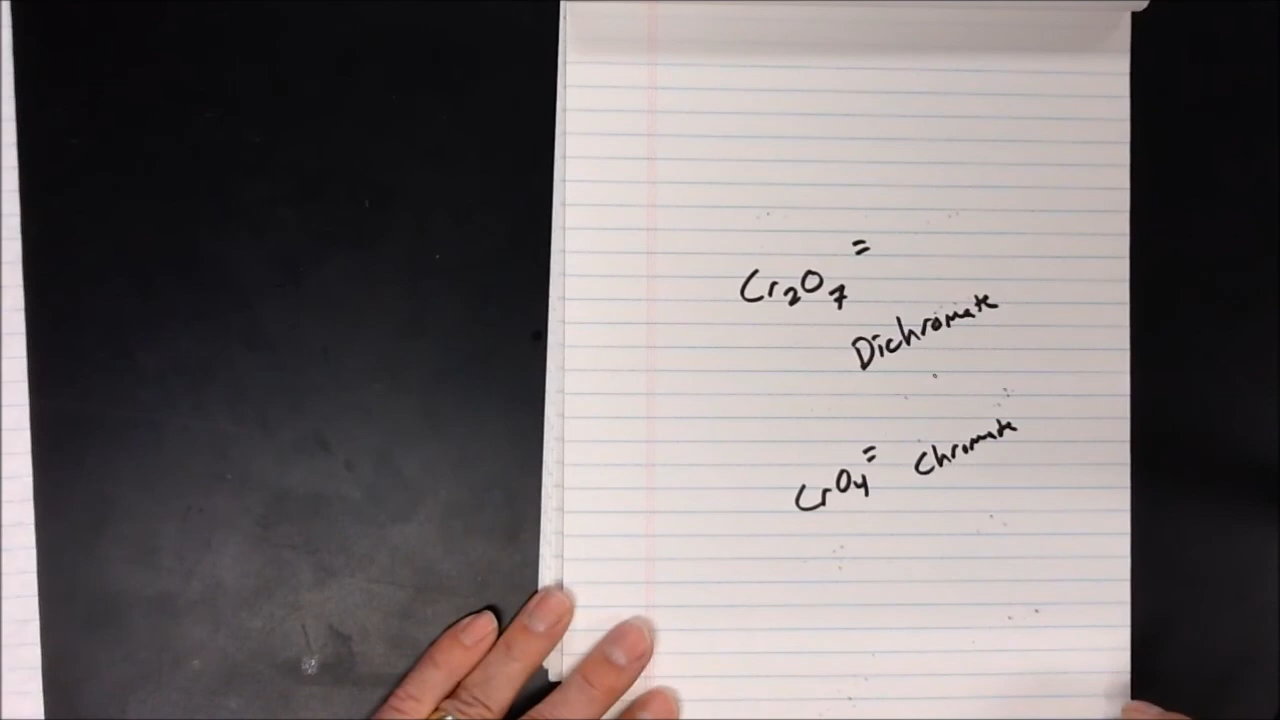 Cr₂O₇⁼
Dichromate
CrO₄⁼ Chromate